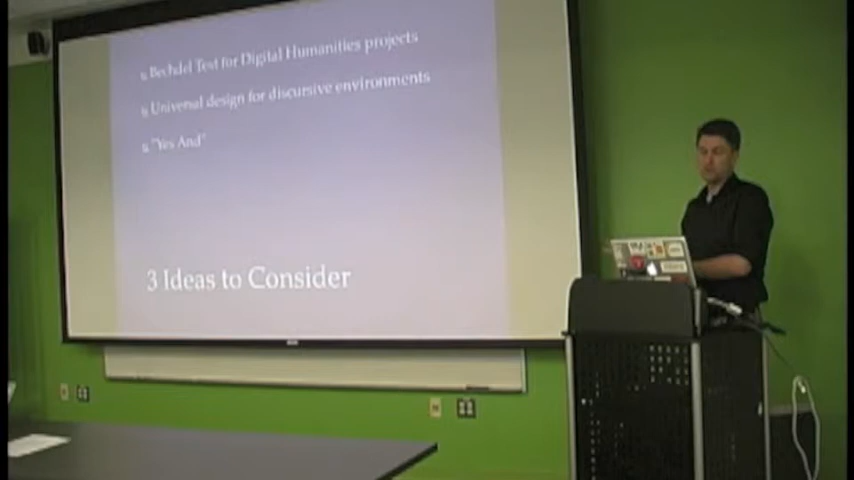 Bechdel Test for Digital Humanities projects
Universal design for discursive environments
"Yes And"
3 Ideas to Consider